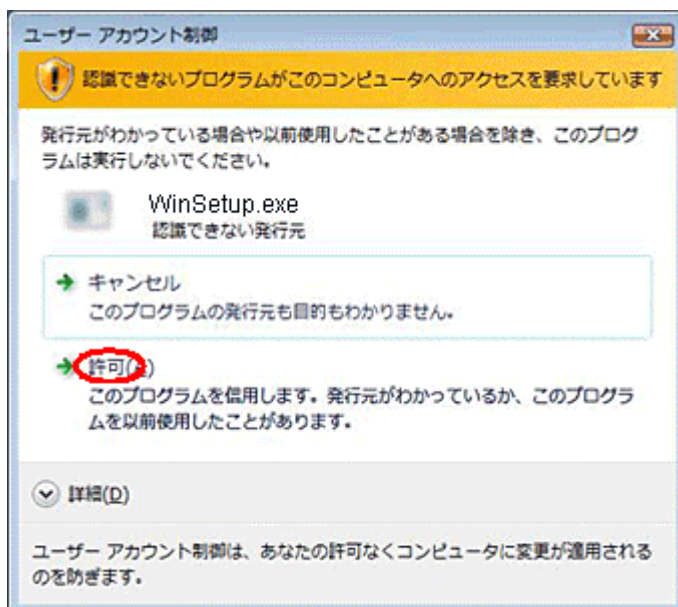 ユーザー アカウント制御
認識できないプログラムがこのコンピュータへのアクセスを要求しています
発行元がわかっている場合や以前使用したことがある場合を除き、このプログ
ラムは実行しないでください。
WinSetup.exe
認識できない発行元
キャンセル
このプログラムの発行元も目的もわかりません。
許可(A)
このプログラムを信用します。発行元がわかっているか、このプログラ
ムを以前使用したことがあります。
詳細(D)
ユーザー アカウント制御は、あなたの許可なくコンピュータに変更が適用される
のを防ぎます。